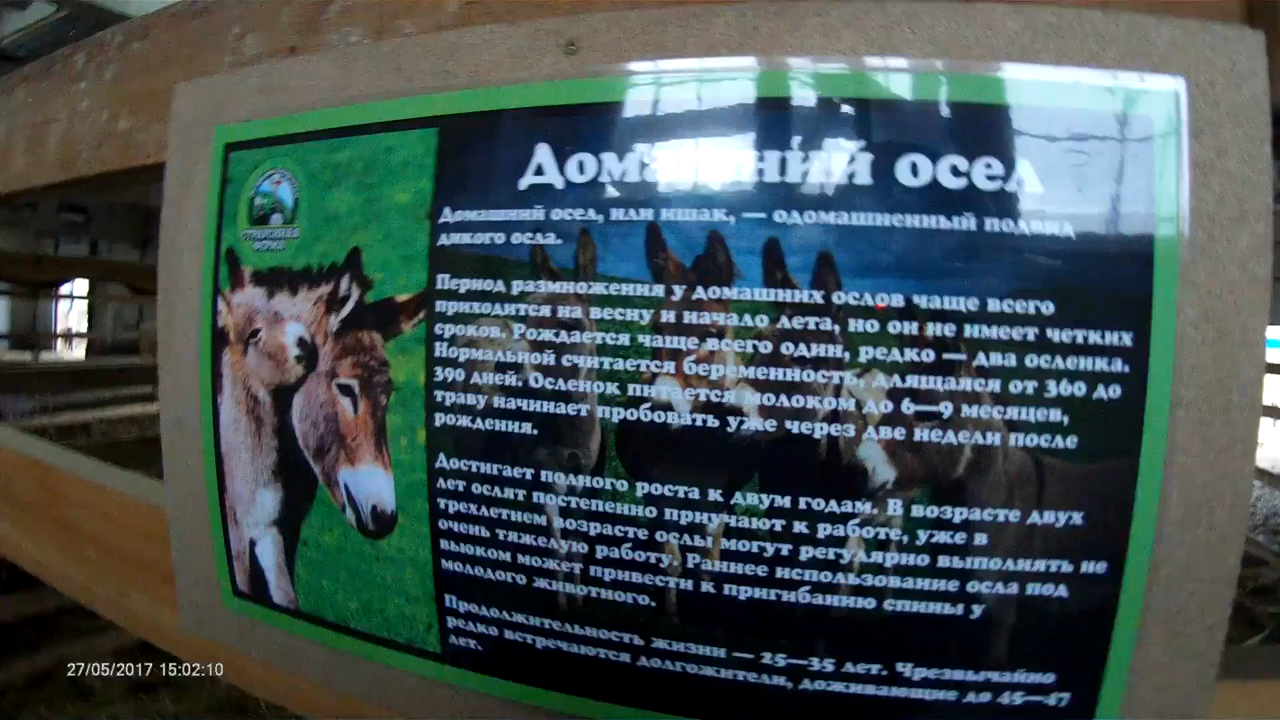 СТРАУСИНАЯ
ФЕРМА
Домашний осел
Домашний осел, или ишак, — одомашненный подвид
дикого осла.
Период размножения у домашних ослов чаще всего
приходится на весну и начало лета, но он не имеет четких
сроков. Рождается чаще всего один, редко — два осленка.
Нормальной считается беременность, длящаяся от 360 до
390 дней. Осленок питается молоком до 6—9 месяцев,
траву начинает пробовать уже через две недели после
рождения.
Достигает полного роста к двум годам. В возрасте двух
лет ослят постепенно приучают к работе, уже в
трехлетнем возрасте ослы могут регулярно выполнять не
очень тяжелую работу. Раннее использование осла под
вьюком может привести к пригибанию спины у
молодого животного.
Продолжительность жизни — 25—35 лет. Чрезвычайно
редко встречаются долгожители, доживающие до 45—47
лет.
27/05/2017 15:02:10